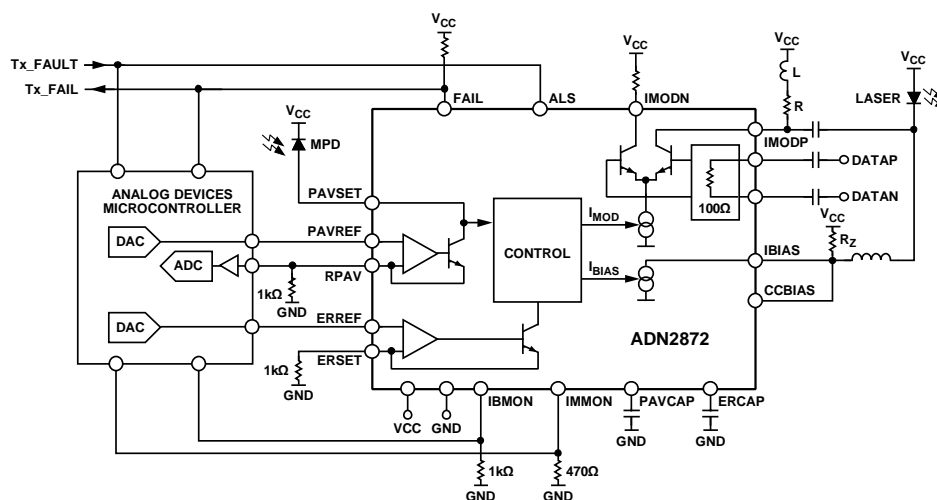 VCC
VCC
VCC
VCC
Tx_FAULT
Tx_FAIL
L
R
LASER
FAIL
ALS
IMODN
VCC
MPD
IMODP
DATAP
DATAN
100Ω
ANALOG DEVICES
MICROCONTROLLER
PAVSET
DAC
PAVREF
IMOD
CONTROL
VCC
RZ
ADC
RPAV
IBIAS
IBIAS
1kΩ
GND
CCBIAS
DAC
ERREF
ADN2872
ERSET
1kΩ
GND
VCC
GND
IBMON
IMMON
PAVCAP
ERCAP
GND
GND
1kΩ
470Ω
GND
GND